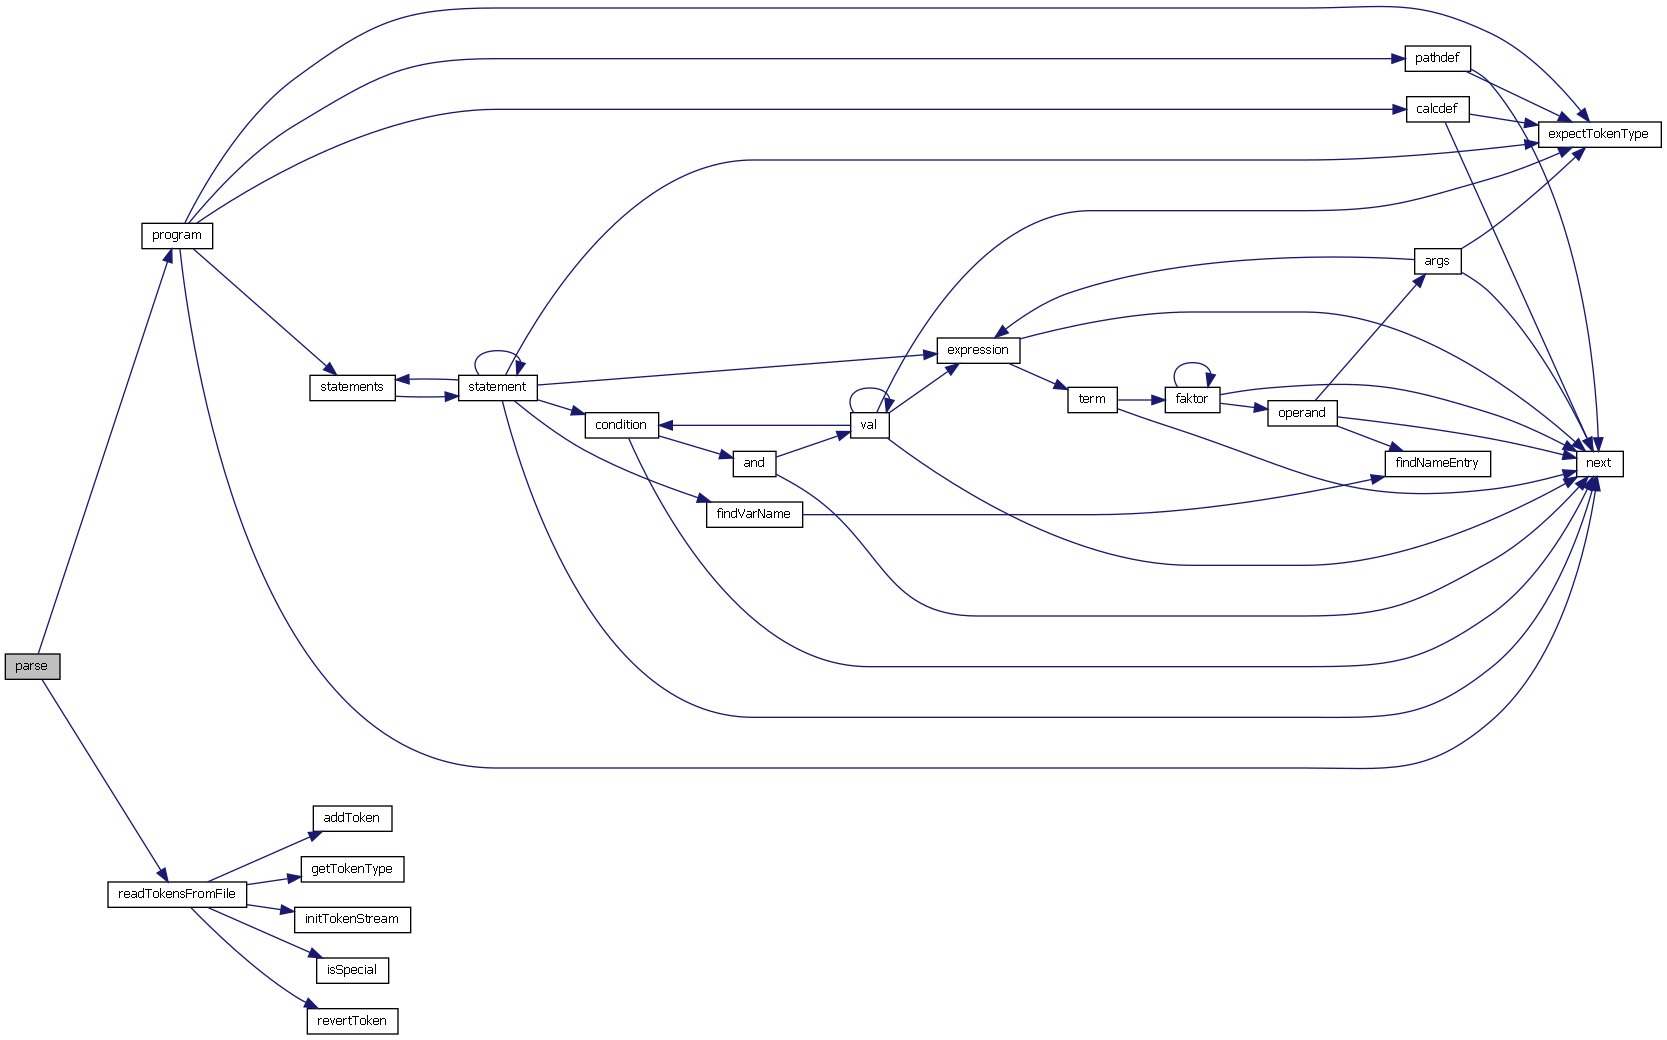 pathdef
calcdef
expectTokenType
program
args
expression
statements
statement
term
faktor
operand
condition
val
and
findNameEntry
next
findVarName
parse
addToken
getTokenType
readTokensFromFile
initTokenStream
isSpecial
revertToken